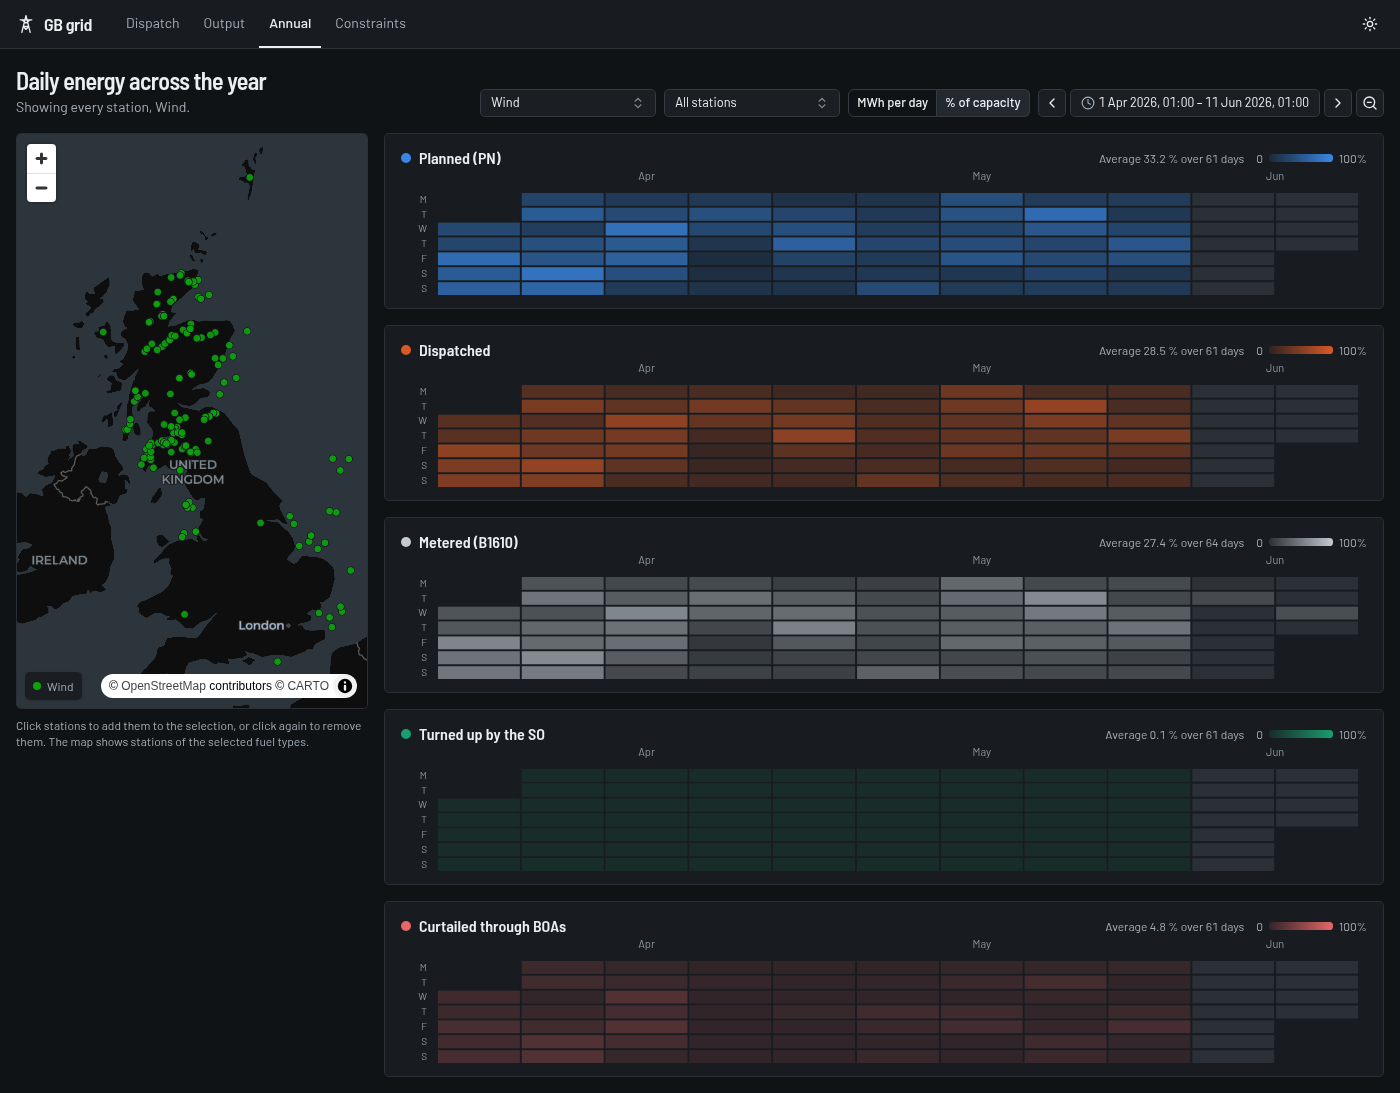 GB grid
Dispatch
Output
Annual
Constraints
Daily energy across the year
Showing every station, Wind.
Wind
All stations
MWh per day
% of capacity
1 Apr 2026, 01:00 – 11 Jun 2026, 01:00
+
−
UNITED
KINGDOM
IRELAND
London
Wind
© OpenStreetMap contributors © CARTO
Click stations to add them to the selection, or click again to remove
them. The map shows stations of the selected fuel types.
Planned (PN)
Average 33.2 % over 61 days
0
100%
Apr
May
Jun
M
T
W
T
F
S
S
Dispatched
Average 28.5 % over 61 days
0
100%
Apr
May
Jun
M
T
W
T
F
S
S
Metered (B1610)
Average 27.4 % over 64 days
0
100%
Apr
May
Jun
M
T
W
T
F
S
S
Turned up by the SO
Average 0.1 % over 61 days
0
100%
Apr
May
Jun
M
T
W
T
F
S
S
Curtailed through BOAs
Average 4.8 % over 61 days
0
100%
Apr
May
Jun
M
T
W
T
F
S
S